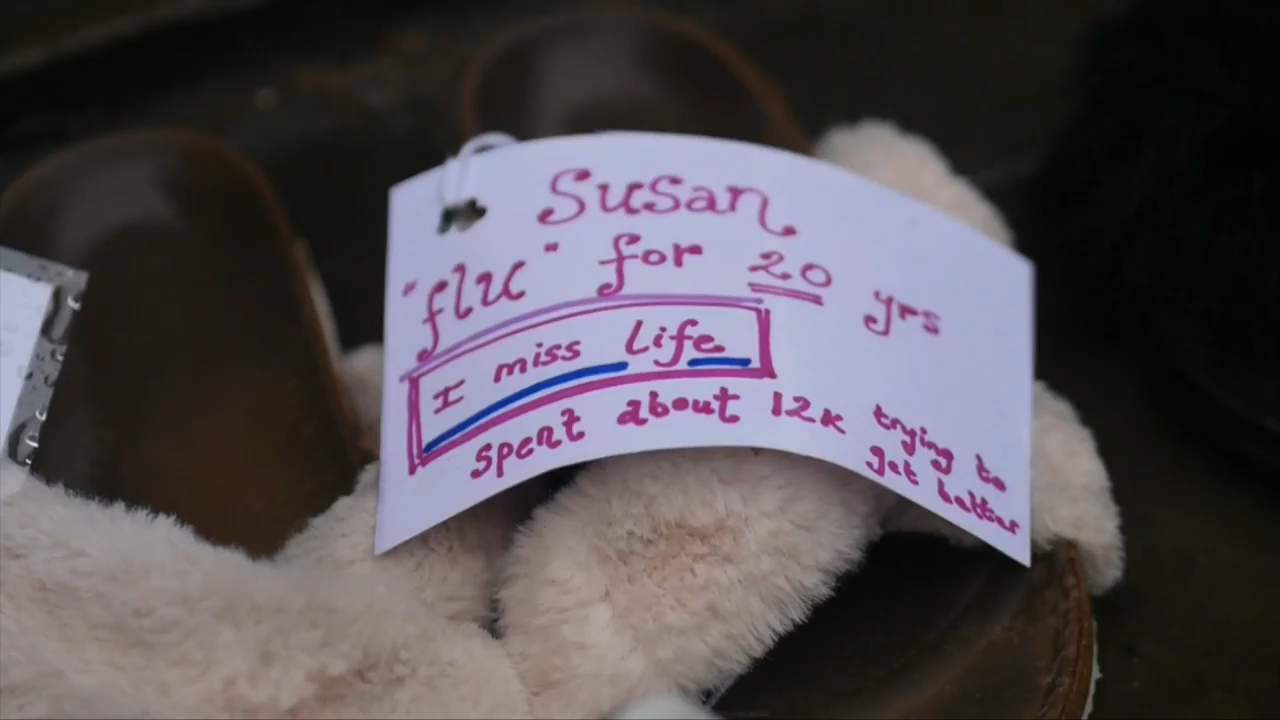 Susan
"flu" for 20 yrs
I miss Life
Spent about 12k trying to
get better